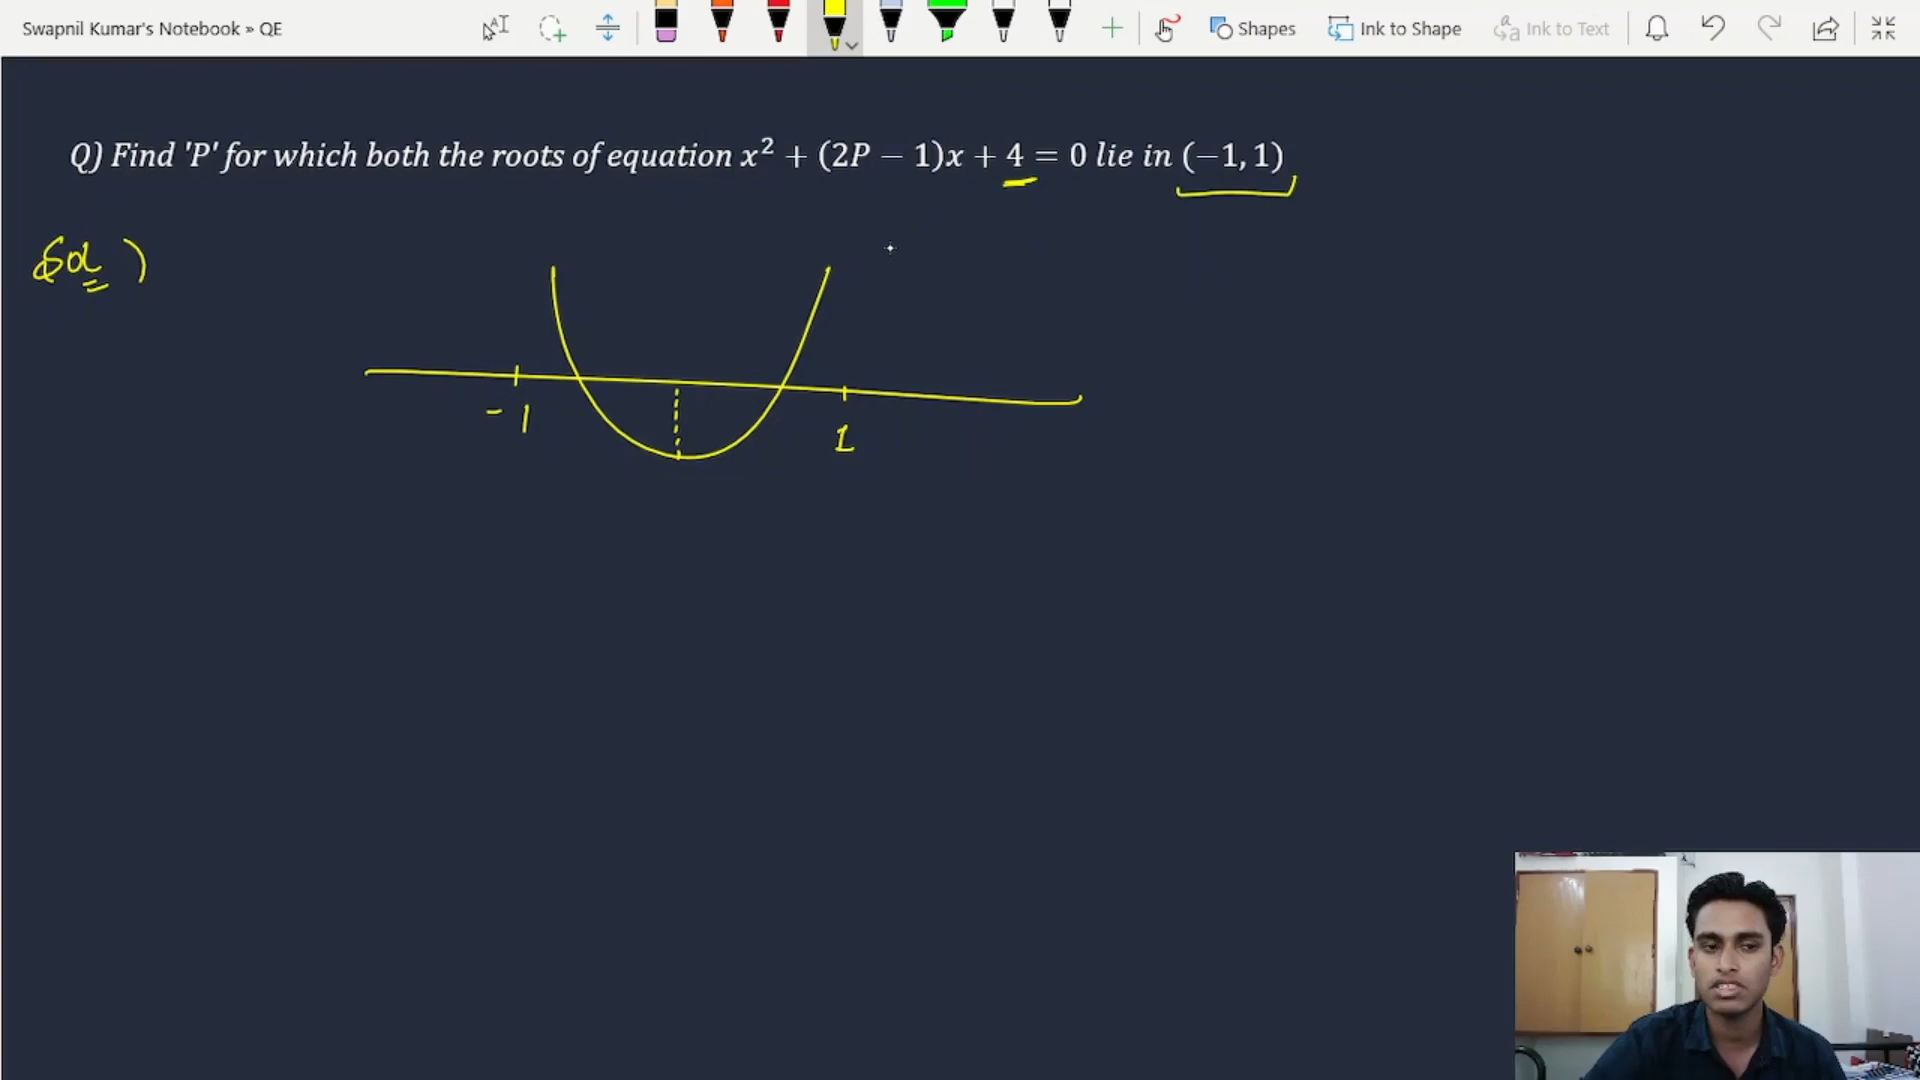 Swapnil Kumar's Notebook » QE
Shapes
Ink to Shape
Ink to Text
Q) Find 'P' for which both the roots of equation x² + (2P − 1)x + 4 = 0 lie in (−1, 1)
Sol )
-1
1